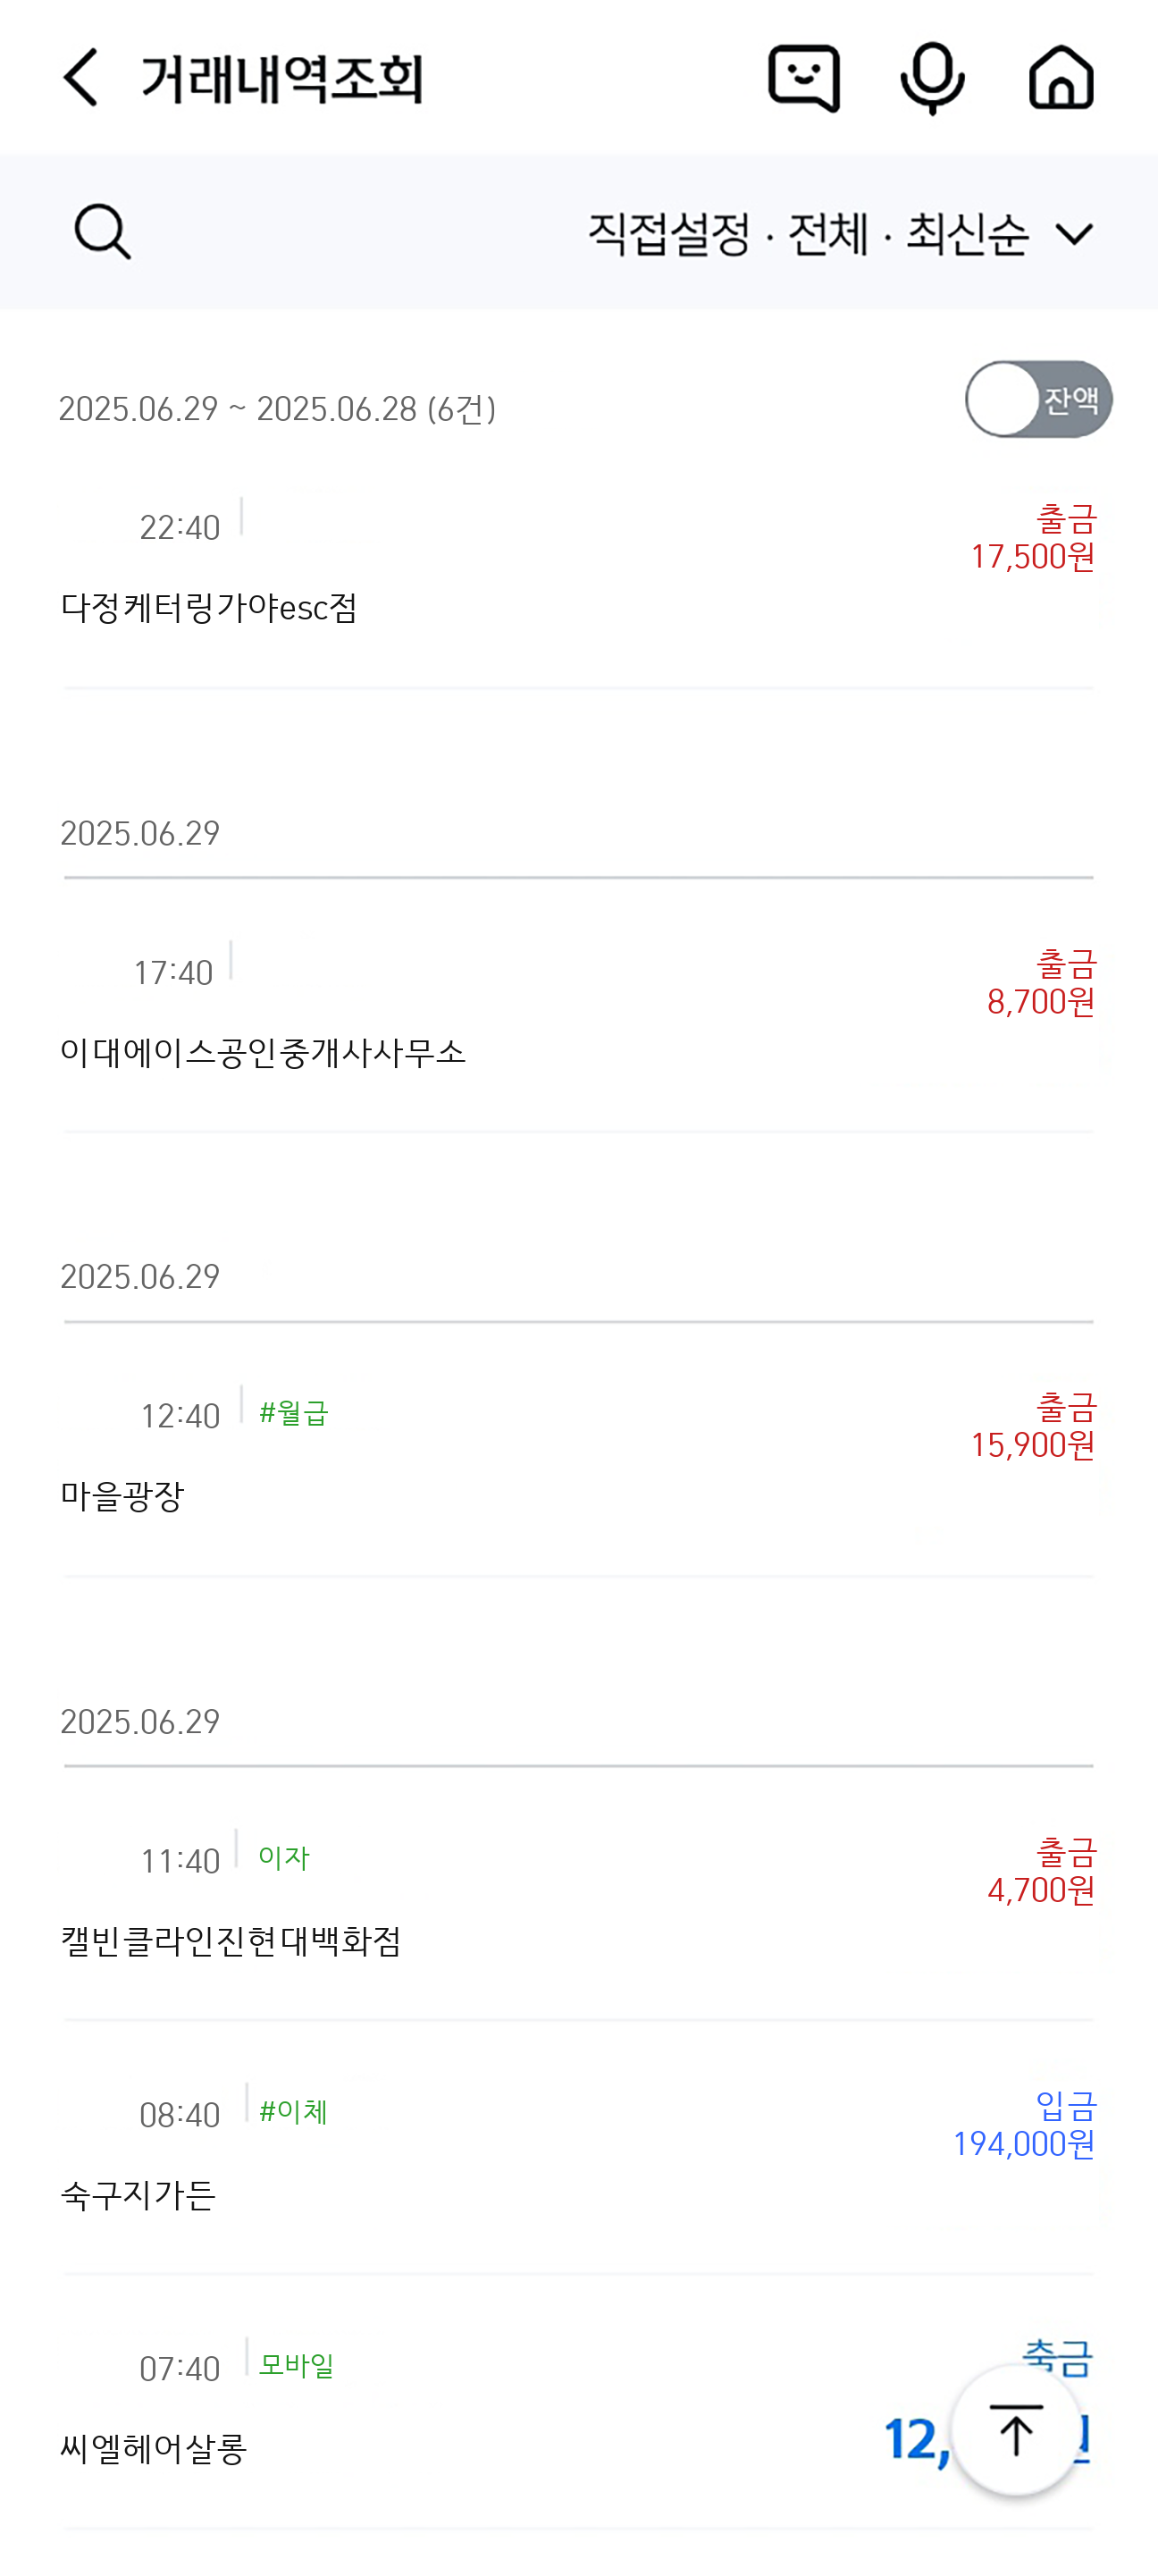 거래내역조회
직접설정 · 전체 · 최신순
2025.06.29 ~ 2025.06.28 (6건)
잔액
22:40
출금
17,500원
다정케터링가야esc점
2025.06.29
17:40
출금
8,700원
이대에이스공인중개사사무소
2025.06.29
12:40 #월급
출금
15,900원
마을광장
2025.06.29
11:40 이자
출금
4,700원
캘빈클라인진현대백화점
08:40 #이체
입금
194,000원
숙구지가든
07:40 모바일
12,
씨엘헤어살롱